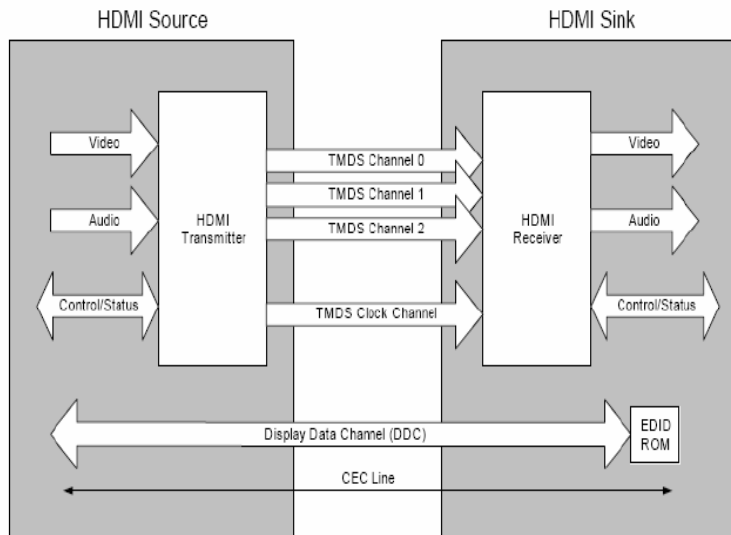 HDMI Source
HDMI Sink
Video
Audio
Control/Status
HDMI
Transmitter
TMDS Channel 0
TMDS Channel 1
TMDS Channel 2
TMDS Clock Channel
HDMI
Receiver
Video
Audio
Control/Status
Display Data Channel (DDC)
EDID
ROM
CEC Line